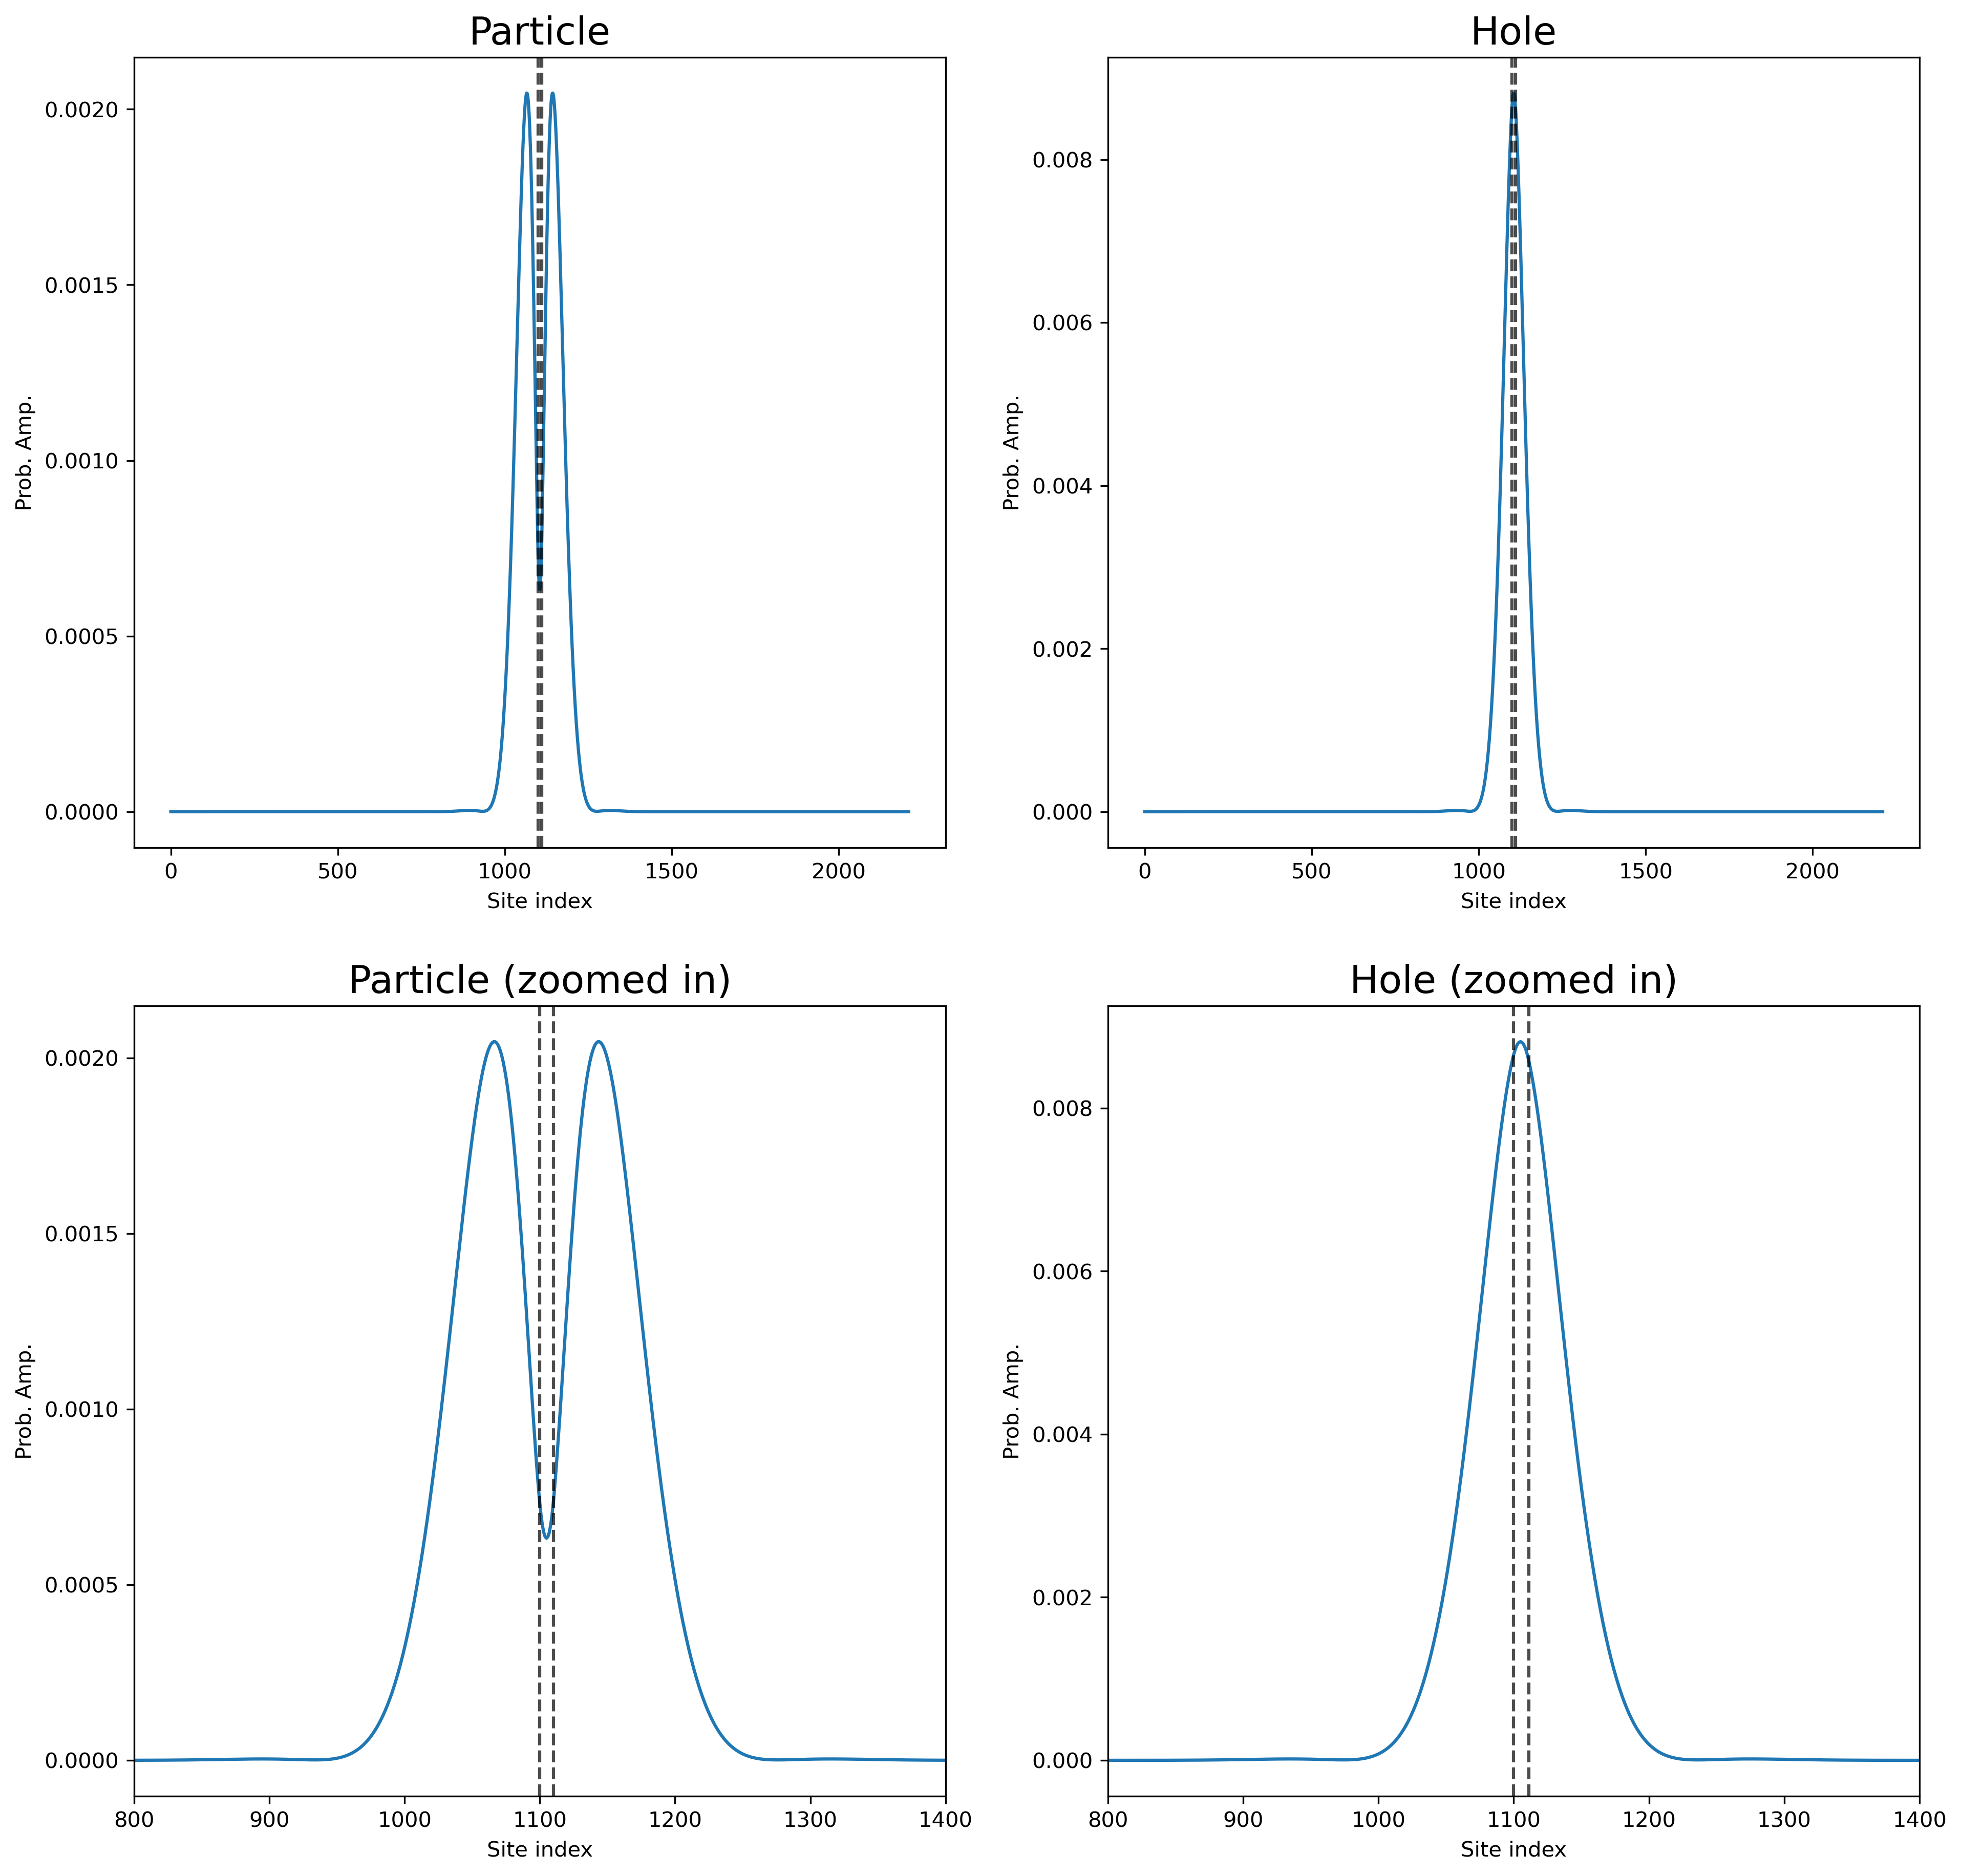 Particle
Prob. Amp.
0.0020
0.0015
0.0010
0.0005
0.0000
0 500 1000 1500 2000
Site index
Hole
Prob. Amp.
0.008
0.006
0.004
0.002
0.000
0 500 1000 1500 2000
Site index
Particle (zoomed in)
Prob. Amp.
0.0020
0.0015
0.0010
0.0005
0.0000
800 900 1000 1100 1200 1300 1400
Site index
Hole (zoomed in)
Prob. Amp.
0.008
0.006
0.004
0.002
0.000
800 900 1000 1100 1200 1300 1400
Site index